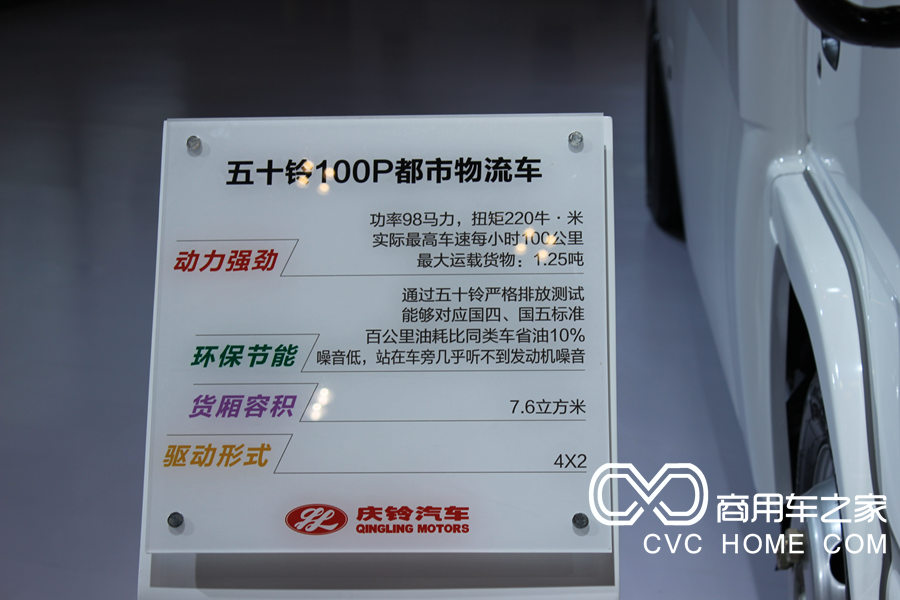 五十铃100P都市物流车
动力强劲
功率98马力，扭矩220牛·米
实际最高车速每小时100公里
最大运载货物：1.25吨
环保节能
通过五十铃严格排放测试
能够对应国四、国五标准
百公里油耗比同类车省油10%
噪音低，站在车旁几乎听不到发动机噪音
货厢容积
7.6立方米
驱动形式
4X2
庆铃汽车
QINGLING MOTORS
商用车之家
CVC HOME COM